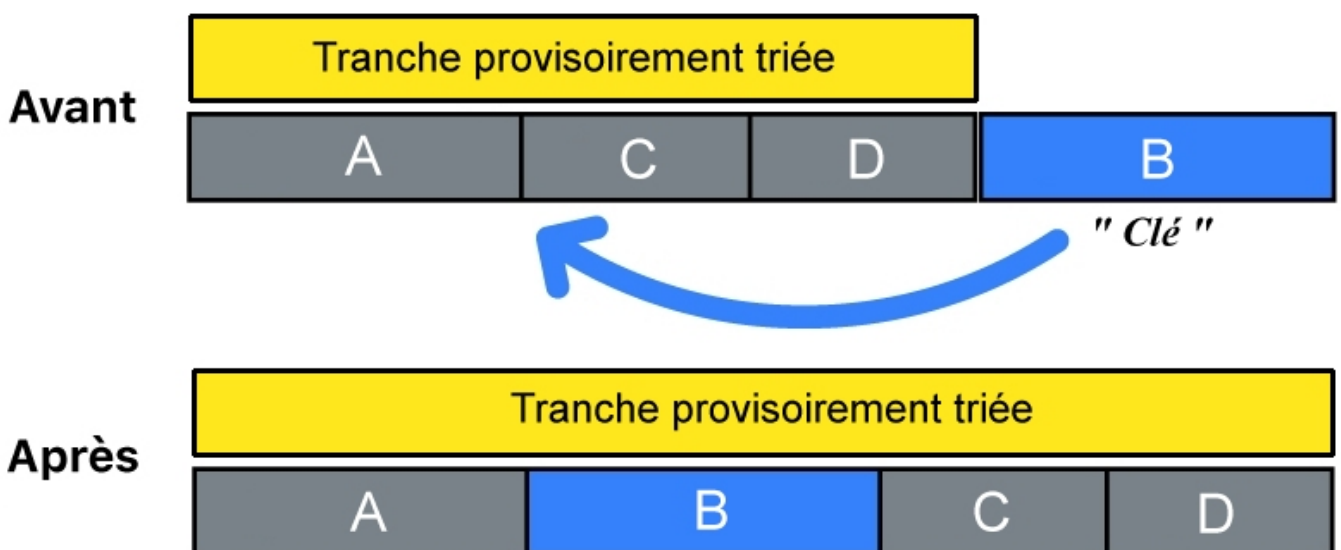 Tranche provisoirement triée
Avant
A C D B
" Clé "
Tranche provisoirement triée
Après
A B C D